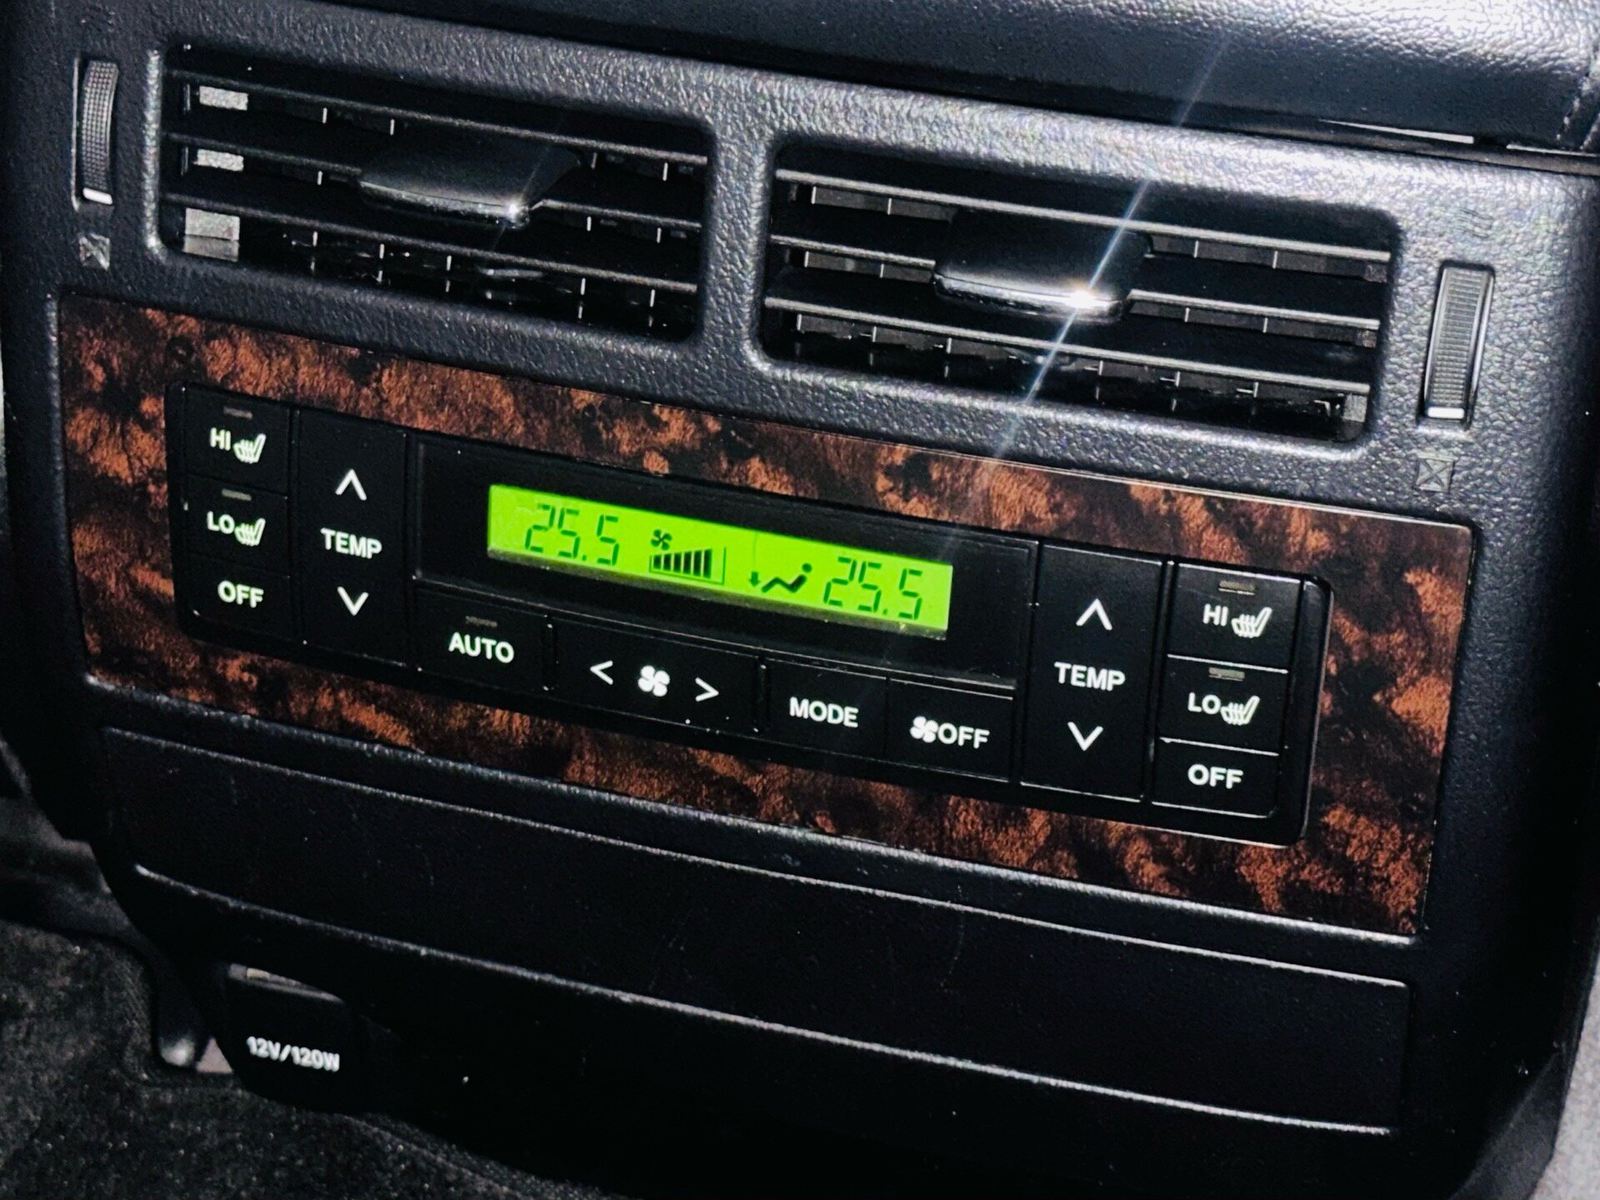 HI
LO
OFF
TEMP
25.5
25.5
AUTO
MODE
OFF
TEMP
HI
LO
OFF
12V/120W